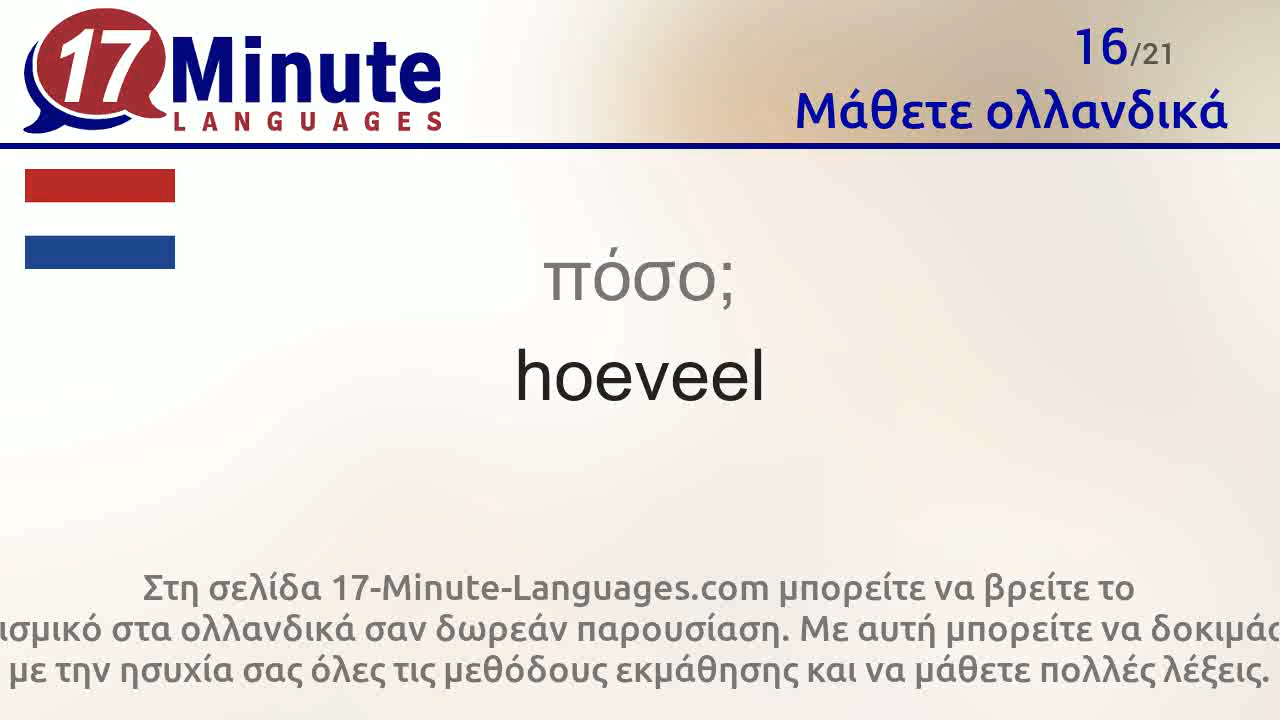 17 Minute
LANGUAGES
16/21
Μάθετε ολλανδικά
πόσο;
hoeveel
Στη σελίδα 17-Minute-Languages.com μπορείτε να βρείτε το
στα ολλανδικά σαν δωρεάν παρουσίαση. Με αυτή μπορείτε να
με την ησυχία σας όλες τις μεθόδους εκμάθησης και να μάθετε πολλές λέξεις.